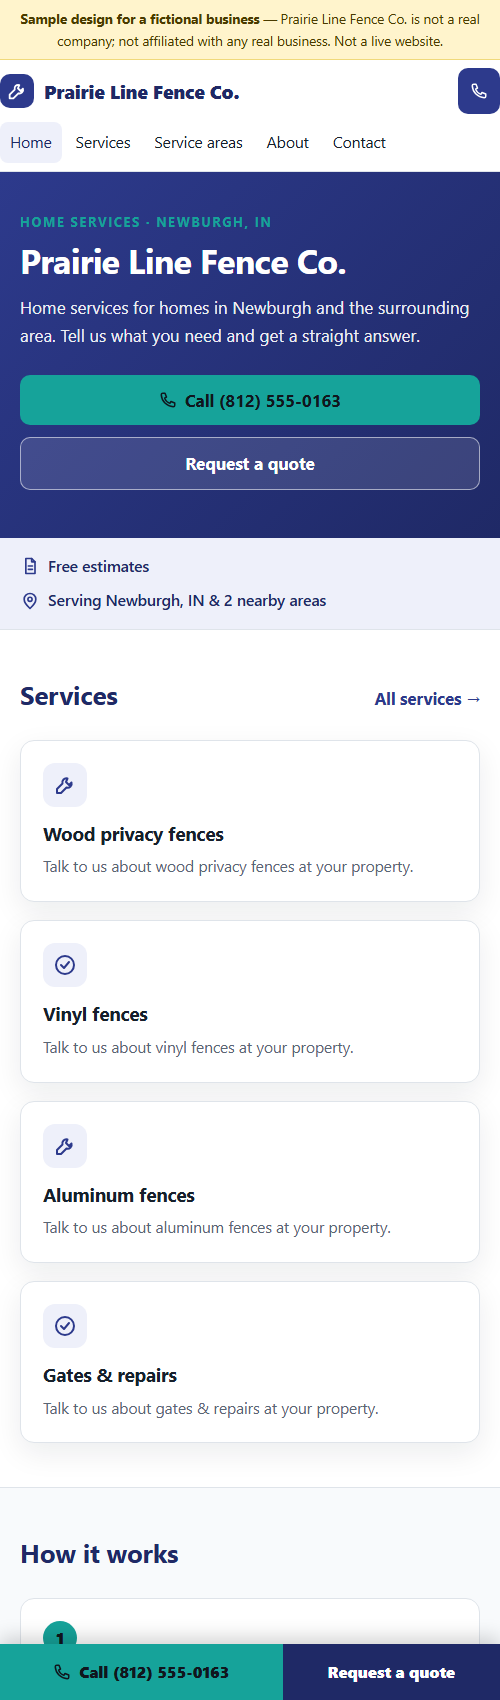 Sample design for a fictional business — Prairie Line Fence Co. is not a real
company; not affiliated with any real business. Not a live website.
Prairie Line Fence Co.
Home Services Service areas About Contact
HOME SERVICES · NEWBURGH, IN
Prairie Line Fence Co.
Home services for homes in Newburgh and the surrounding
area. Tell us what you need and get a straight answer.
Call (812) 555-0163
Request a quote
Free estimates
Serving Newburgh, IN & 2 nearby areas
Services
All services →
Wood privacy fences
Talk to us about wood privacy fences at your property.
Vinyl fences
Talk to us about vinyl fences at your property.
Aluminum fences
Talk to us about aluminum fences at your property.
Gates & repairs
Talk to us about gates & repairs at your property.
How it works
1
Call (812) 555-0163
Request a quote